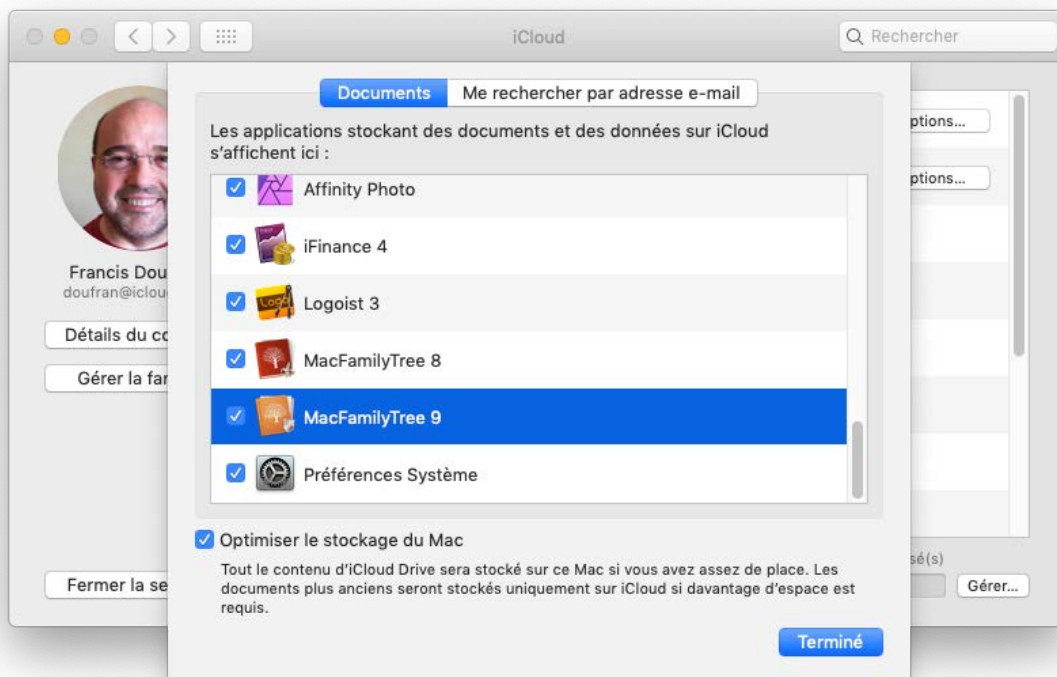 iCloud
Rechercher
Documents
Me rechercher par adresse e-mail
Les applications stockant des documents et des données sur iCloud
s'affichent ici :
Affinity Photo
iFinance 4
Logo
Logoist 3
MacFamilyTree 8
MacFamilyTree 9
Préférences Système
Optimiser le stockage du Mac
Tout le contenu d'iCloud Drive sera stocké sur ce Mac si vous avez assez de place. Les
documents plus anciens seront stockés uniquement sur iCloud si davantage d'espace est
requis.
Terminé
Francis Dou
doufran@iclou
Détails du co
Gérer la fam
Fermer la se
ptions...
ptions...
sé(s)
Gérer...